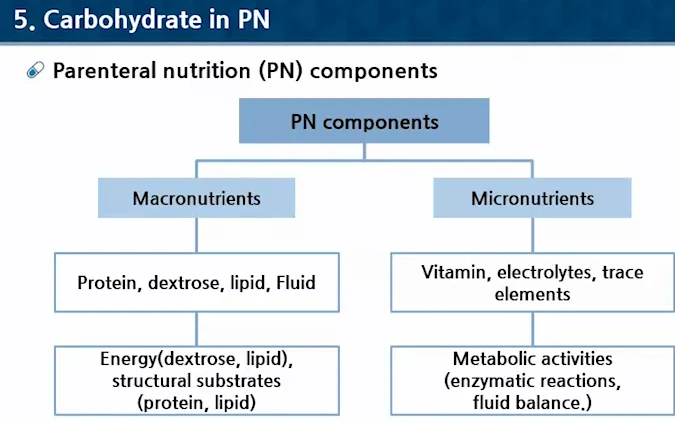 5. Carbohydrate in PN
Parenteral nutrition (PN) components
PN components
Macronutrients
Micronutrients
Protein, dextrose, lipid, Fluid
Vitamin, electrolytes, trace
elements
Energy(dextrose, lipid),
structural substrates
(protein, lipid)
Metabolic activities
(enzymatic reactions,
fluid balance.)